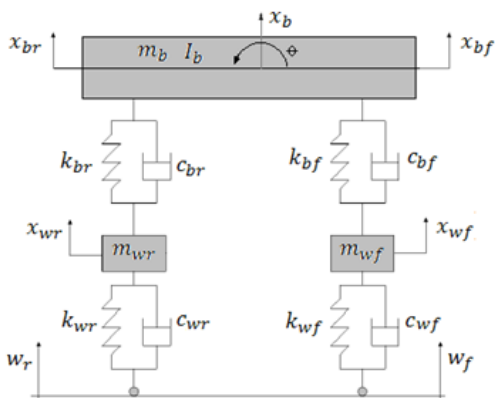 x_b
x_br m_b I_b θ x_bf
k_br c_br k_bf c_bf
x_wr m_wr m_wf x_wf
k_wr c_wr k_wf c_wf
w_r w_f